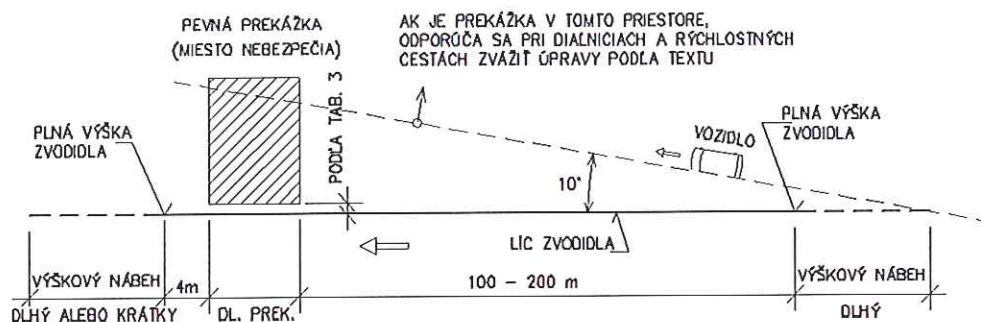 PEVNÁ PREKÁŽKA
(MIESTO NEBEZPEČIA)
AK JE PREKÁŽKA V TOMTO PRIESTORE,
ODPORÚČA SA PRI DIALNICIACH A RÝCHLOSTNÝCH
CESTÁCH ZVÁŽIŤ ÚPRAVY PODĽA TEXTU
PLNÁ VÝŠKA
ZVODIDLA
PODĽA TAB. 3
VOZIDLO
PLNÁ VÝŠKA
ZVODIDLA
10°
LÍC ZVODIDLA
VÝŠKOVÝ NÁBEH
4m
100 – 200 m
VÝŠKOVÝ NÁBEH
DLHÝ ALEBO KRÁTKY
DL. PREK.
DLHÝ